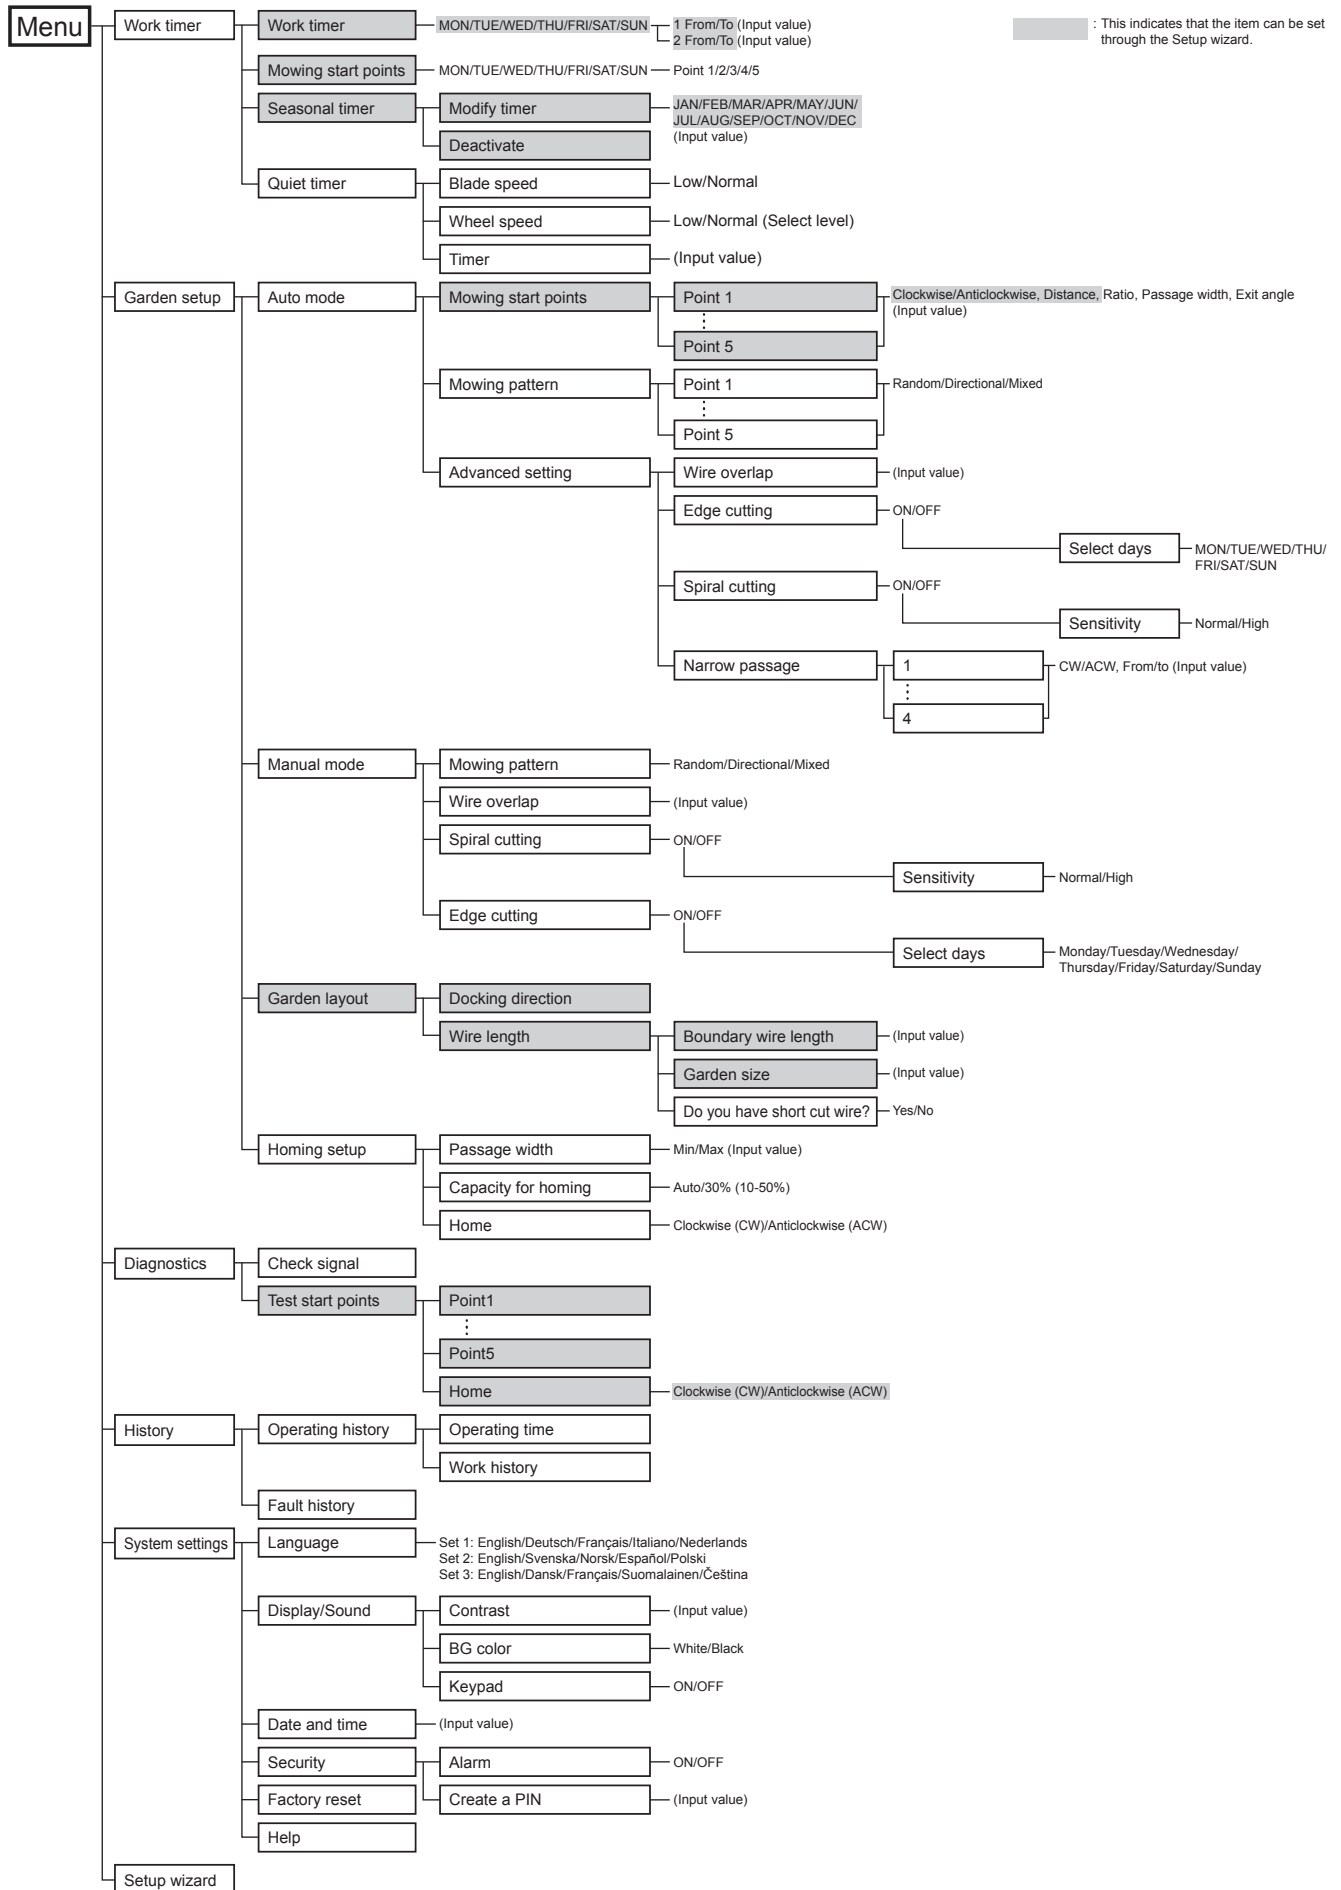 Menu
Work timer
Work timer
MON/TUE/WED/THU/FRI/SAT/SUN
1 From/To (Input value)
2 From/To (Input value)
: This indicates that the item can be set
through the Setup wizard.
Mowing start points
MON/TUE/WED/THU/FRI/SAT/SUN
Point 1/2/3/4/5
Seasonal timer
Modify timer
JAN/FEB/MAR/APR/MAY/JUN/
JUL/AUG/SEP/OCT/NOV/DEC
(Input value)
Deactivate
Quiet timer
Blade speed
Low/Normal
Wheel speed
Low/Normal (Select level)
Timer
(Input value)
Garden setup
Auto mode
Mowing start points
Point 1
Clockwise/Anticlockwise, Distance, Ratio, Passage width, Exit angle
(Input value)
Point 5
Mowing pattern
Point 1
Random/Directional/Mixed
Point 5
Advanced setting
Wire overlap
(Input value)
Edge cutting
ON/OFF
Select days
MON/TUE/WED/THU/
FRI/SAT/SUN
Spiral cutting
ON/OFF
Sensitivity
Normal/High
Narrow passage
1
CW/ACW, From/to (Input value)
4
Manual mode
Mowing pattern
Random/Directional/Mixed
Wire overlap
(Input value)
Spiral cutting
ON/OFF
Sensitivity
Normal/High
Edge cutting
ON/OFF
Select days
Monday/Tuesday/Wednesday/
Thursday/Friday/Saturday/Sunday
Garden layout
Docking direction
Wire length
Boundary wire length
(Input value)
Garden size
(Input value)
Do you have short cut wire?
Yes/No
Homing setup
Passage width
Min/Max (Input value)
Capacity for homing
Auto/30% (10-50%)
Home
Clockwise (CW)/Anticlockwise (ACW)
Diagnostics
Check signal
Test start points
Point1
Point5
Home
Clockwise (CW)/Anticlockwise (ACW)
History
Operating history
Operating time
Work history
Fault history
System settings
Language
Set 1: English/Deutsch/Français/Italiano/Nederlands
Set 2: English/Svenska/Norsk/Español/Polski
Set 3: English/Dansk/Français/Suomalainen/Čeština
Display/Sound
Contrast
(Input value)
BG color
White/Black
Keypad
ON/OFF
Date and time
(Input value)
Security
Alarm
ON/OFF
Factory reset
Create a PIN
(Input value)
Help
Setup wizard